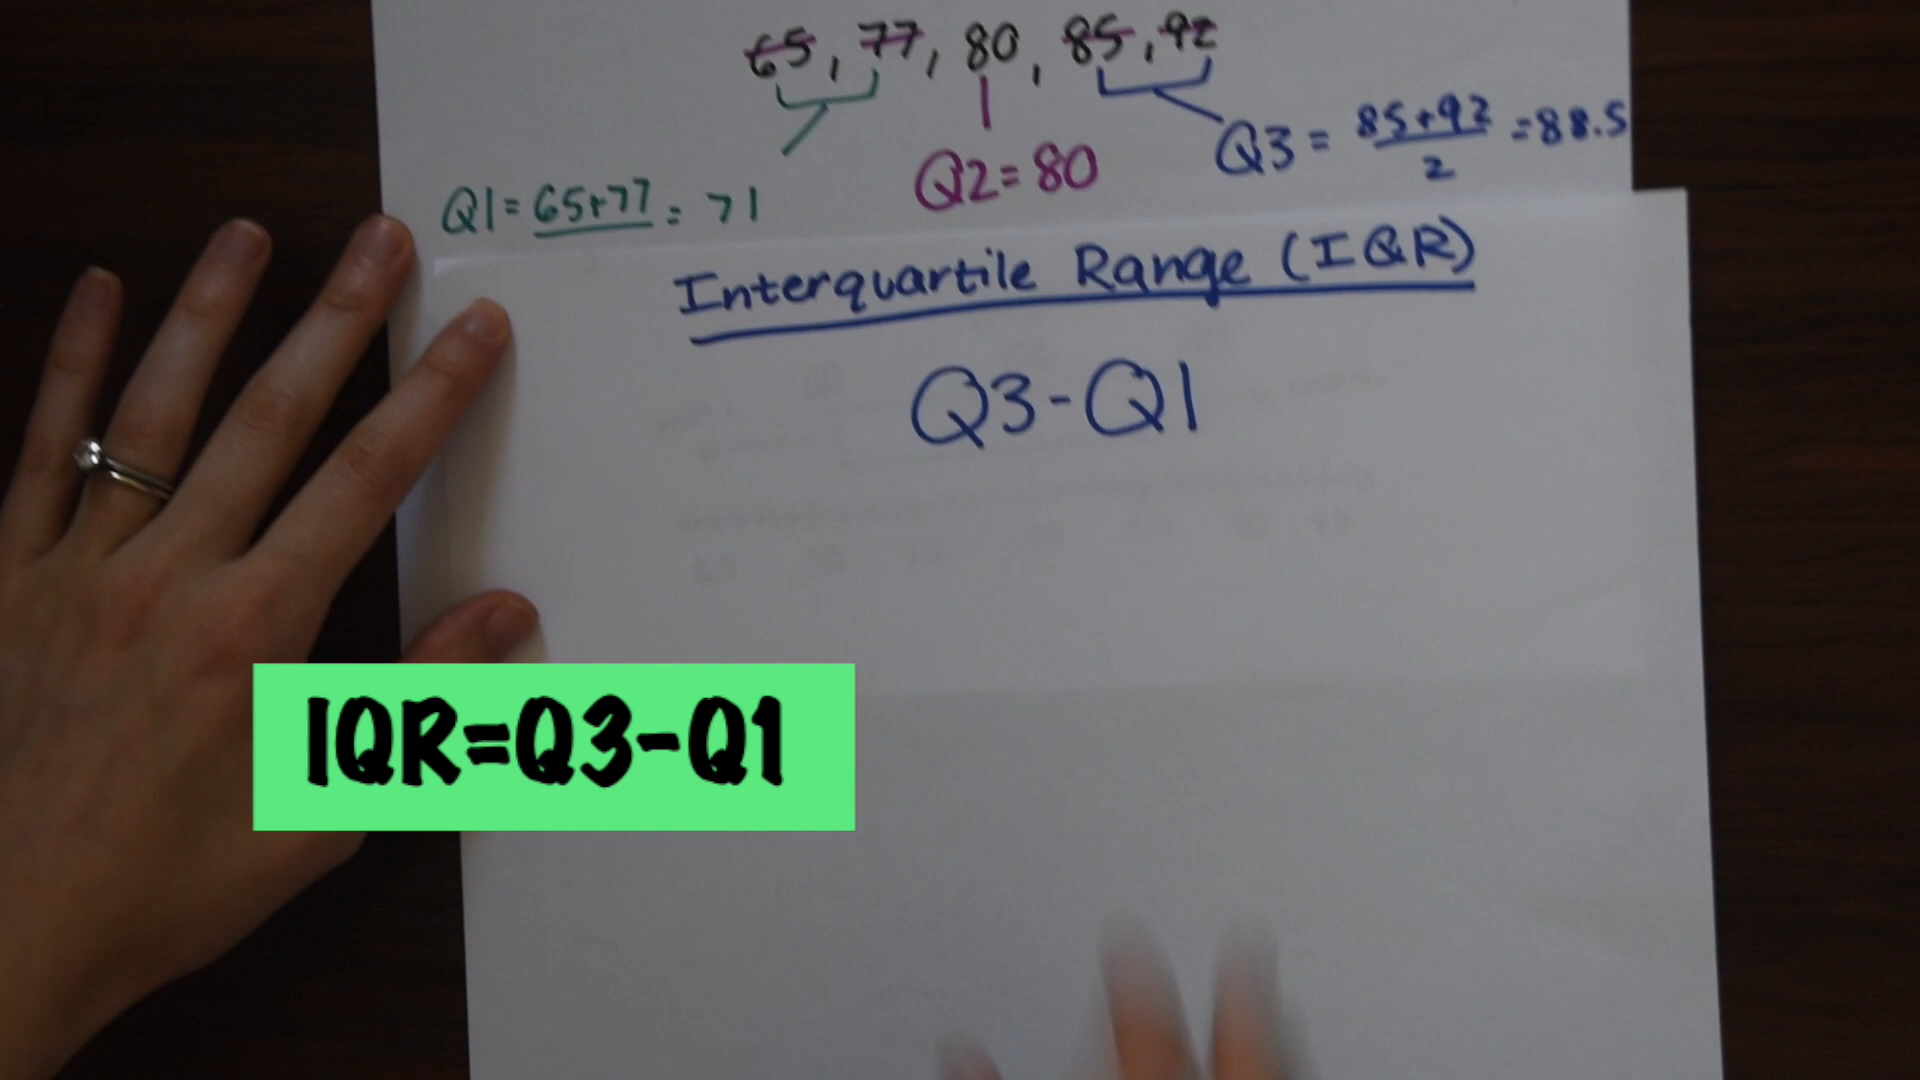 65, 77, 80, 85, 92
Q3 = 85+92 = 88.5
2
Q2 = 80
Q1 = 65+77 = 71
Interquartile Range (IQR)
Q3-Q1
IQR=Q3-Q1